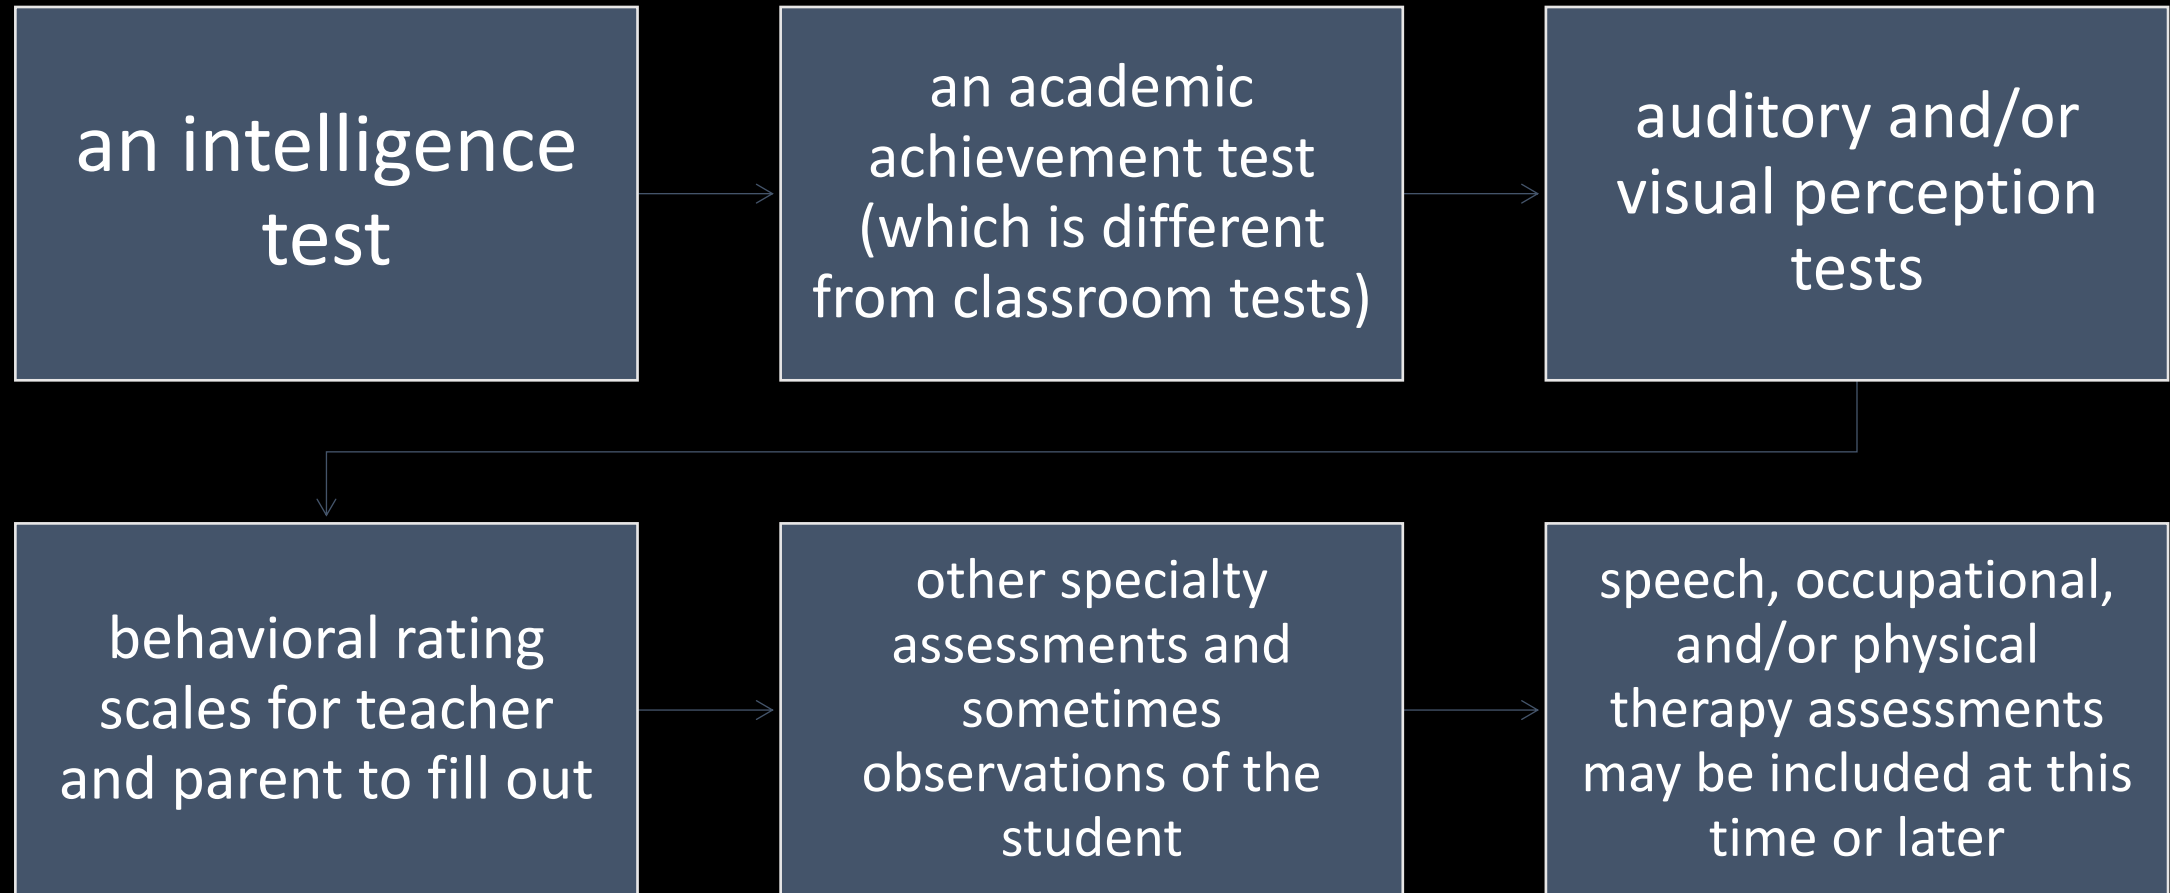 an intelligence
test
an academic
achievement test
(which is different
from classroom tests)
auditory and/or
visual perception
tests
behavioral rating
scales for teacher
and parent to fill out
other specialty
assessments and
sometimes
observations of the
student
speech, occupational,
and/or physical
therapy assessments
may be included at this
time or later